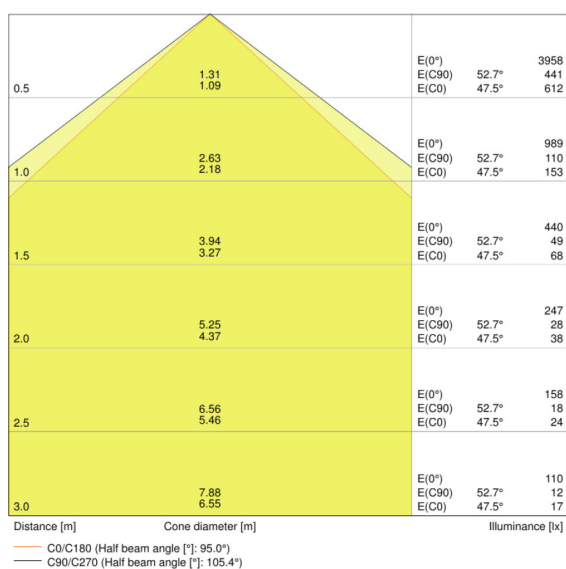 E(0°) 3958
1.31 E(C90) 52.7° 441
0.5 1.09 E(C0) 47.5° 612
E(0°) 989
2.63 E(C90) 52.7° 110
1.0 2.18 E(C0) 47.5° 153
E(0°) 440
3.94 E(C90) 52.7° 49
1.5 3.27 E(C0) 47.5° 68
E(0°) 247
5.25 E(C90) 52.7° 28
2.0 4.37 E(C0) 47.5° 38
E(0°) 158
6.56 E(C90) 52.7° 18
2.5 5.46 E(C0) 47.5° 24
E(0°) 110
7.88 E(C90) 52.7° 12
3.0 6.55 E(C0) 47.5° 17
Distance [m] Cone diameter [m] Illuminance [lx]
C0/C180 (Half beam angle [°]: 95.0°)
C90/C270 (Half beam angle [°]: 105.4°)